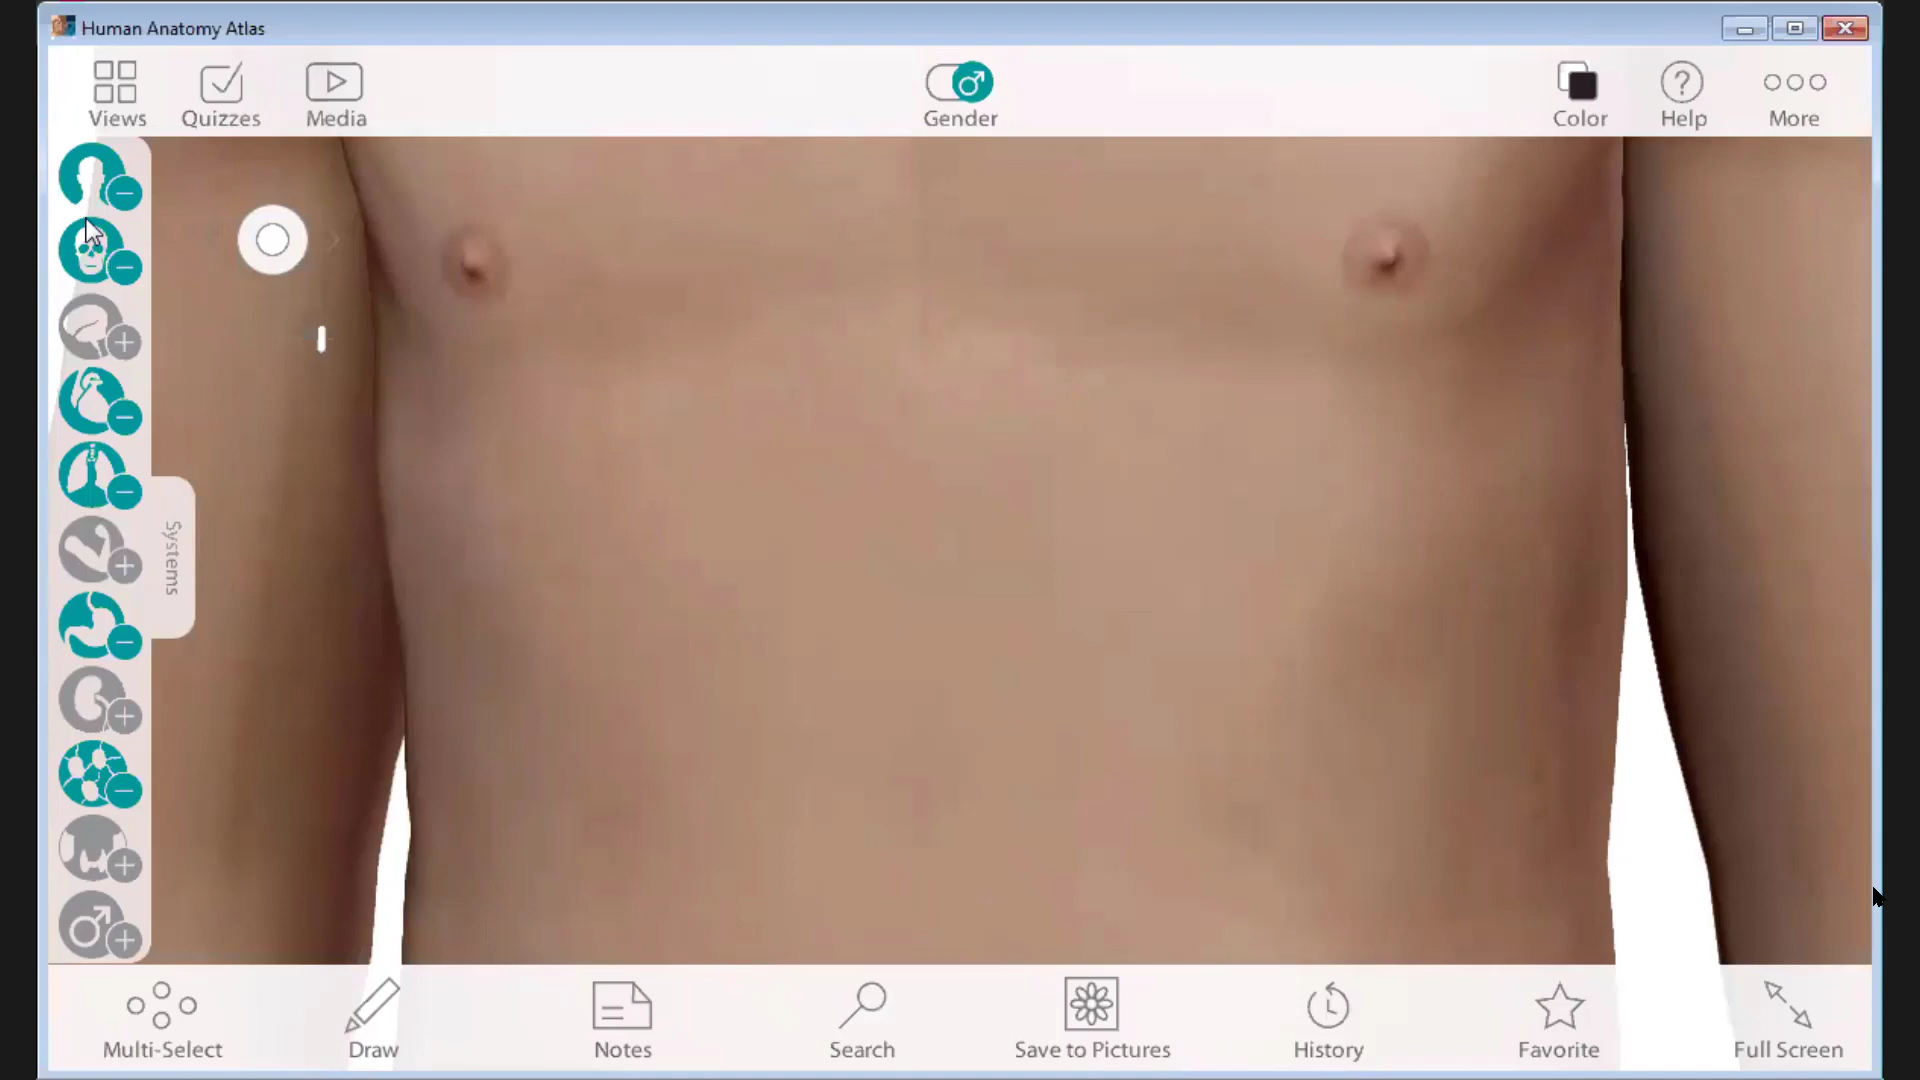 Human Anatomy Atlas
Views
Quizzes
Media
Gender
Color
Help
More
Systems
Multi-Select
Draw
Notes
Search
Save to Pictures
History
Favorite
Full Screen